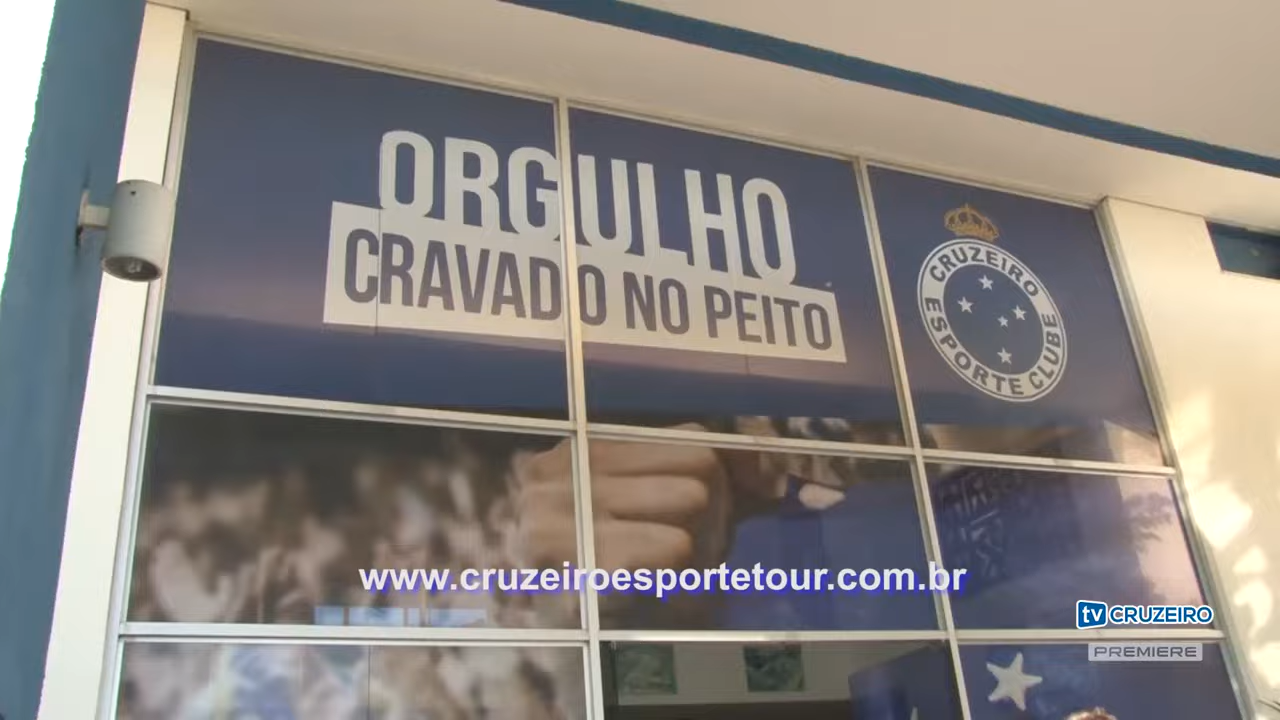 ORGULHO
CRAVADO NO PEITO
CRUZEIRO
ESPORTE CLUBE
www.cruzeiroesportetour.com.br
tv CRUZEIRO
PREMIERE